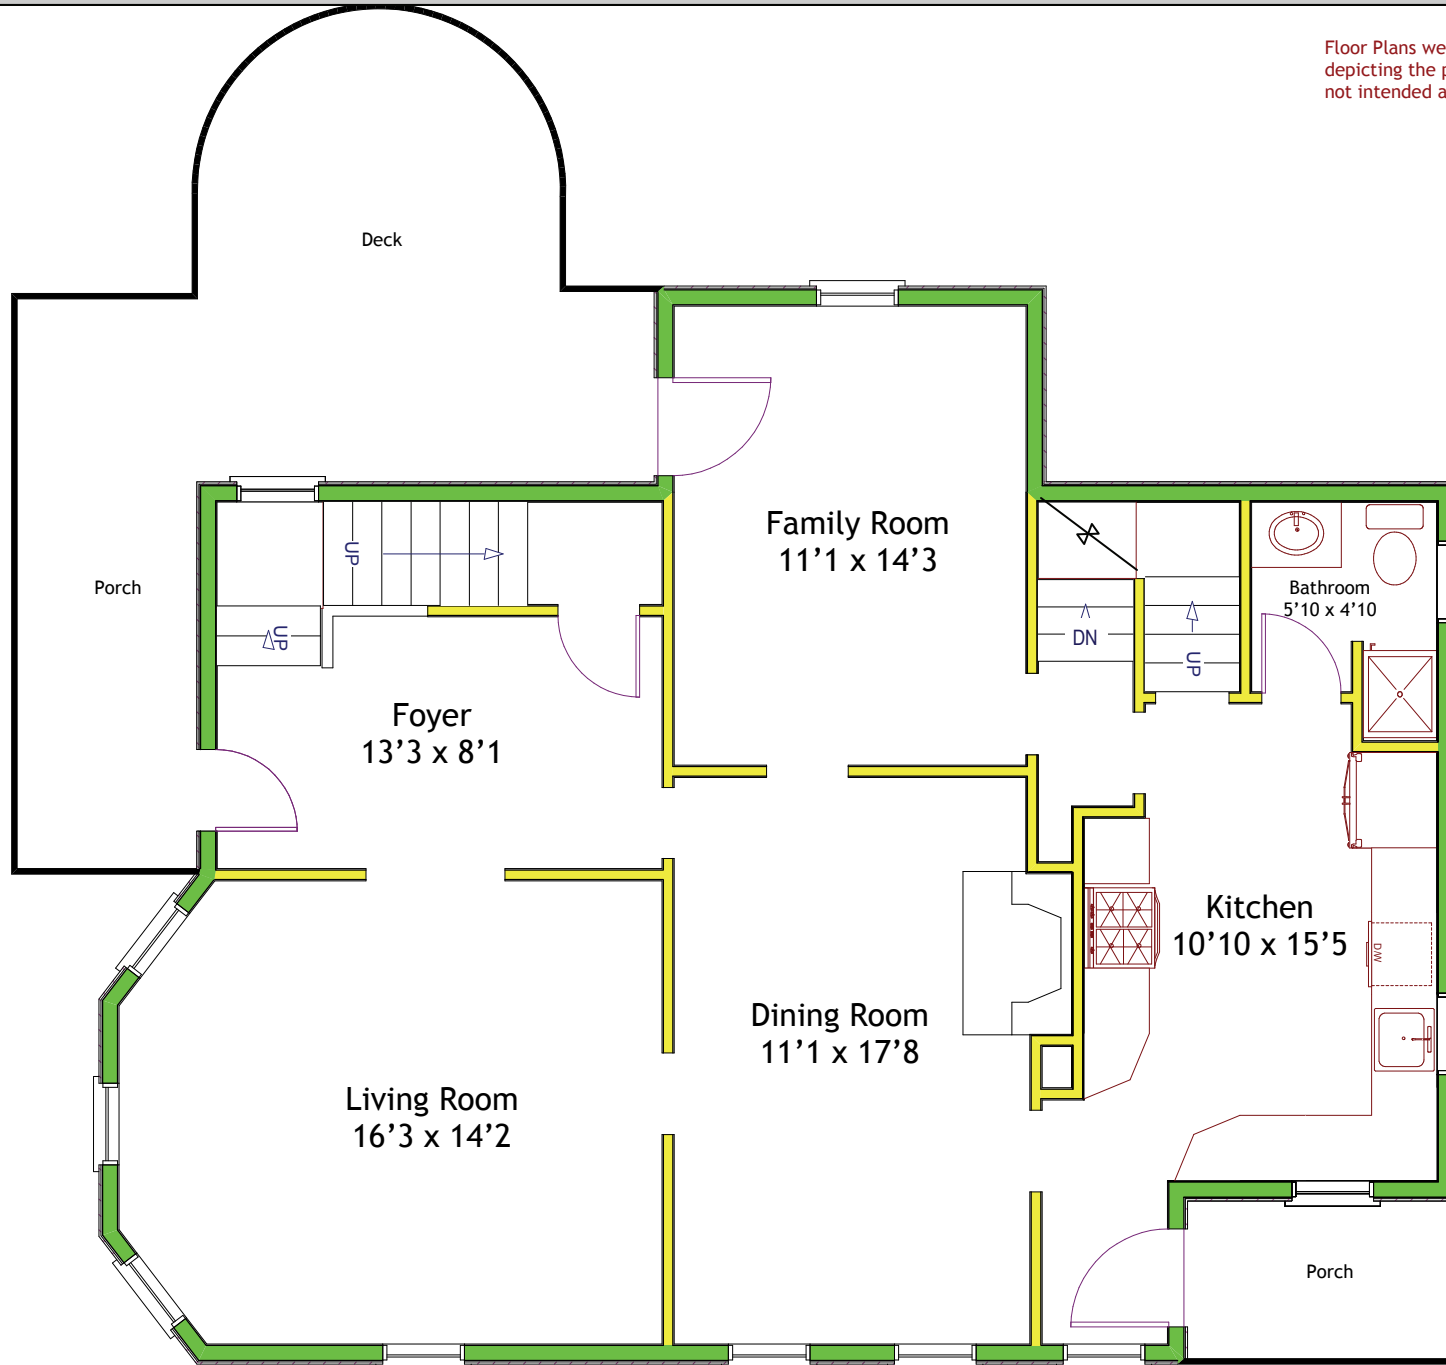 Floor Plans we
depicting the p
not intended a
Deck
Porch
UP
UP
Family Room
11’1 x 14’3
DN
UP
Bathroom
5’10 x 4’10
Foyer
13’3 x 8’1
Kitchen
10’10 x 15’5
D/W
Dining Room
11’1 x 17’8
Living Room
16’3 x 14’2
Porch